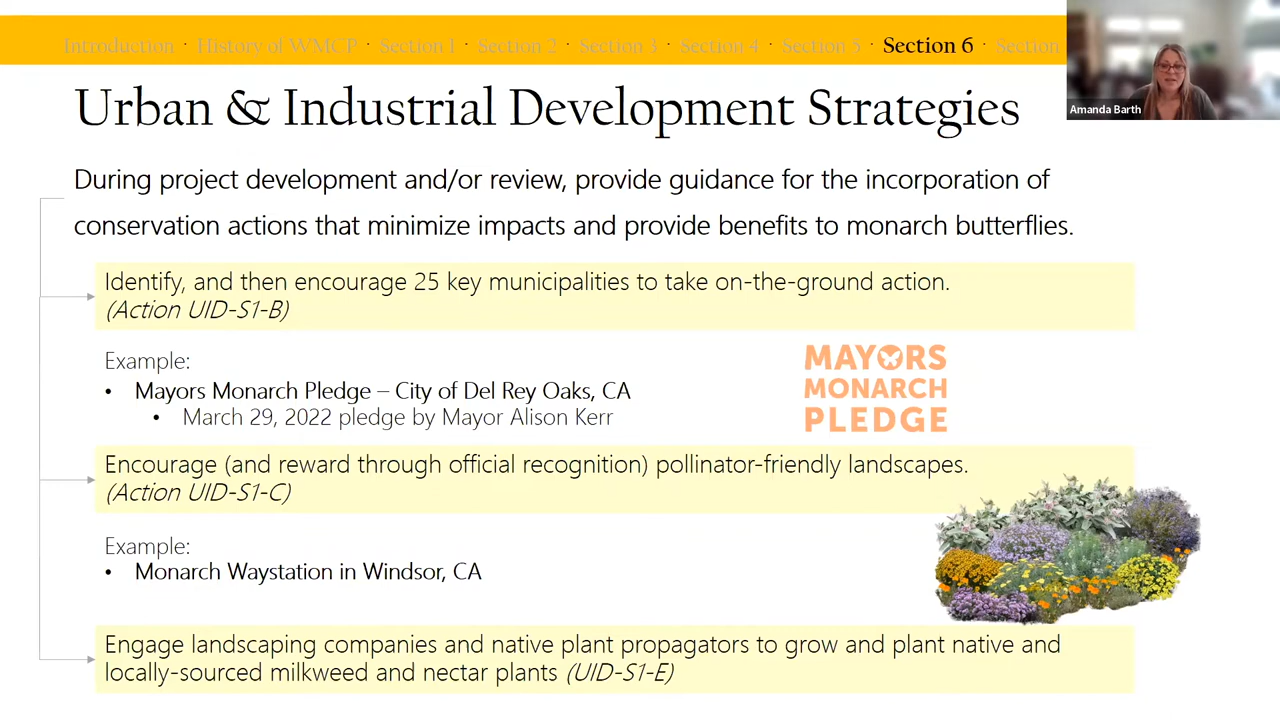 Introduction · History of WMCP · Section 1 · Section 2 · Section 3 · Section 4 · Section 5 · Section 6 · Section
Amanda Barth
Urban & Industrial Development Strategies
During project development and/or review, provide guidance for the incorporation of
conservation actions that minimize impacts and provide benefits to monarch butterflies.
Identify, and then encourage 25 key municipalities to take on-the-ground action.
(Action UID-S1-B)
Example:
• Mayors Monarch Pledge – City of Del Rey Oaks, CA
• March 29, 2022 pledge by Mayor Alison Kerr
MAYORS
MONARCH
PLEDGE
Encourage (and reward through official recognition) pollinator-friendly landscapes.
(Action UID-S1-C)
Example:
• Monarch Waystation in Windsor, CA
Engage landscaping companies and native plant propagators to grow and plant native and
locally-sourced milkweed and nectar plants (UID-S1-E)